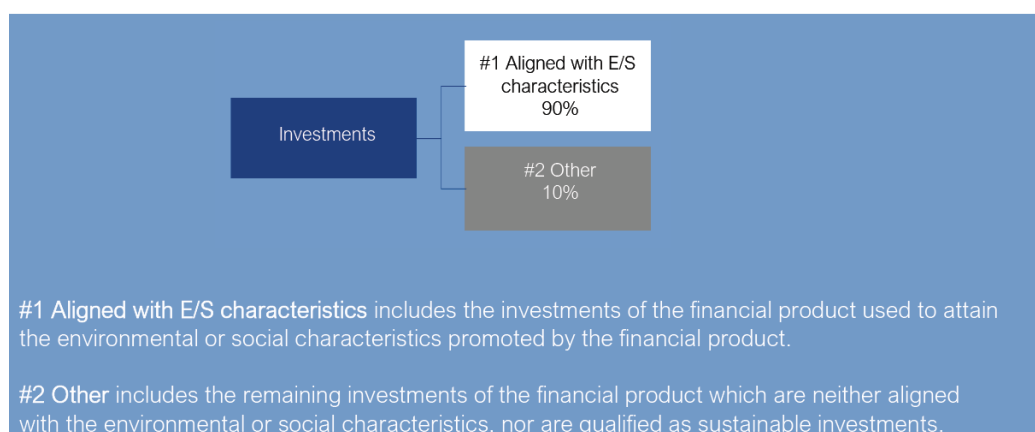 #1 Aligned with E/S
characteristics
90%
Investments
#2 Other
10%
#1 Aligned with E/S characteristics includes the investments of the financial product used to attain
the environmental or social characteristics promoted by the financial product.
#2 Other includes the remaining investments of the financial product which are neither aligned
with the environmental or social characteristics, nor are qualified as sustainable investments.